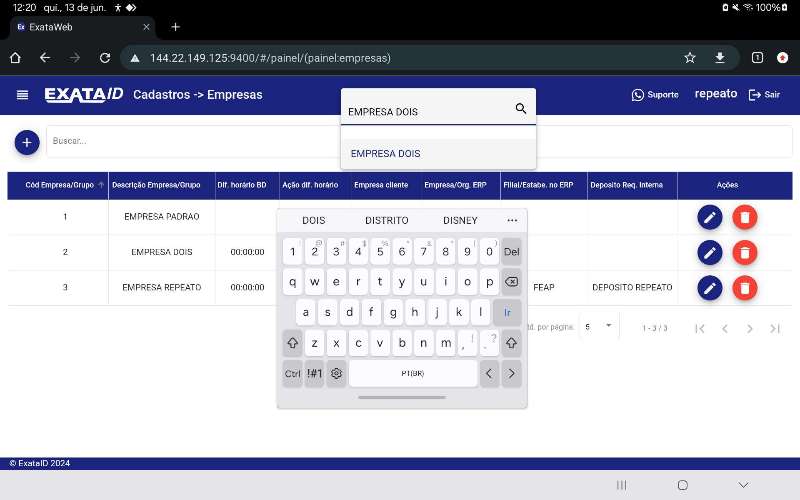 12:20 qui., 13 de jun.
100%
Ex ExataWeb
144.22.149.125:9400/#/painel/(painel:empresas)
1
EXATAID Cadastros -> Empresas
EMPRESA DOIS
Suporte repeato Sair
Buscar...
EMPRESA DOIS
Cód Empresa/Grupo Descrição Empresa/Grupo Dif. horário BD Ação dif. horário Empresa cliente Empresa/Org. ERP Filial/Estabe. no ERP Deposito Req. Interna Ações
1 EMPRESA PADRAO
DOIS DISTRITO DISNEY ...
2 EMPRESA DOIS 00:00:00
1 2 @ 3 # 4 $ 5 % 6 ^ 7 & 8 * 9 ( 0 ) Del
3 EMPRESA REPEATO 00:00:00 FEAP DEPOSITO REPEATO
q w e r t y u i o p
a s d f g h j k l Ir
td. por página. 5 1 - 3 / 3
z x c v b n m , ! . ?
Ctrl !#1 PT(BR)
© ExataID 2024